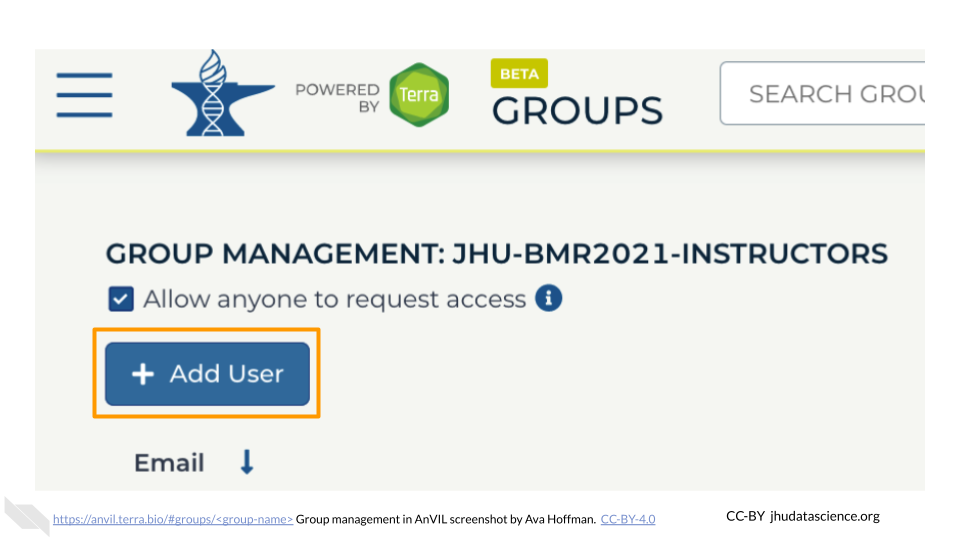 POWERED
BY
Terra
BETA
GROUPS
SEARCH GROU
GROUP MANAGEMENT: JHU-BMR2021-INSTRUCTORS
Allow anyone to request access
+ Add User
Email ↓
https://anvil.terra.bio/#groups/<group-name> Group management in AnVIL screenshot by Ava Hoffman. CC-BY-4.0
CC-BY jhudatascience.org